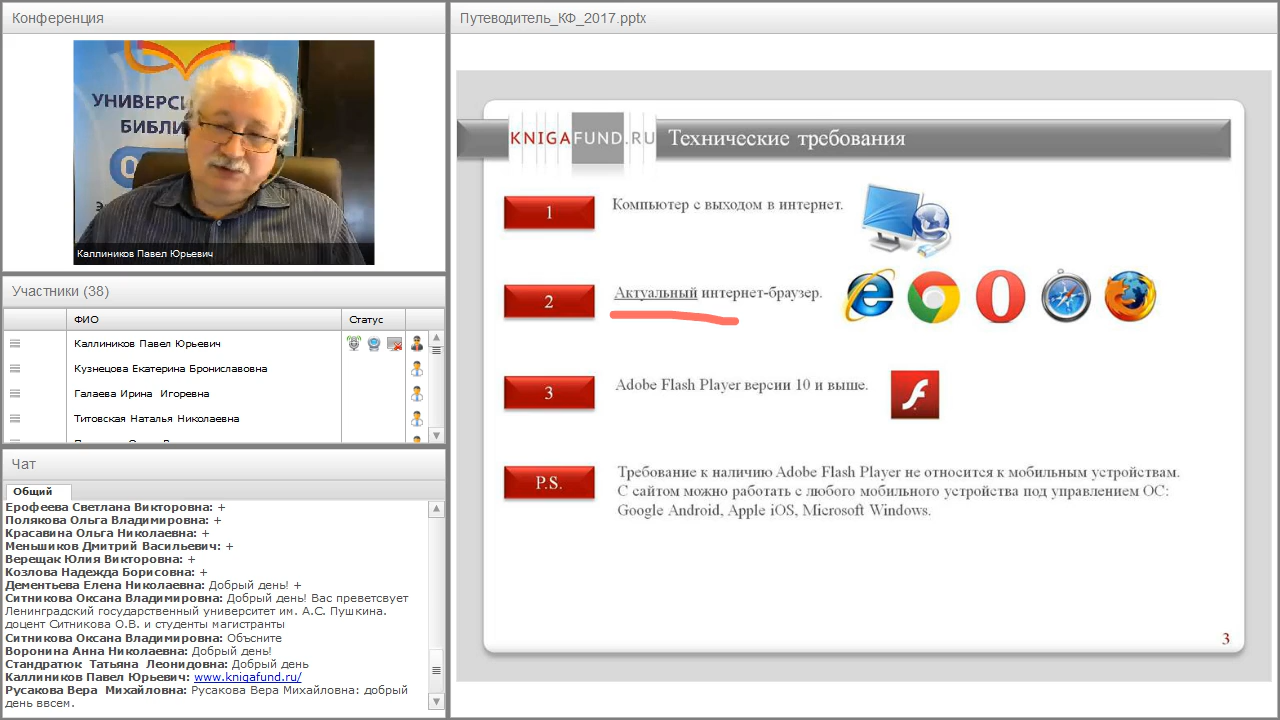 Конференция
УНИВЕРСИ
БИБЛИ
Каллиников Павел Юрьевич
Участники (38)
ФИО
Статус
Каллиников Павел Юрьевич
Кузнецова Екатерина Брониславовна
Галаева Ирина Игоревна
Титовская Наталья Николаевна
Чат
Общий
Ерофеева Светлана Викторовна: +
Полякова Ольга Владимировна: +
Красавина Ольга Николаевна: +
Меньшиков Дмитрий Васильевич: +
Верещак Юлия Викторовна: +
Козлова Надежда Борисовна: +
Дементьева Елена Николаевна: Добрый день! +
Ситникова Оксана Владимировна: Добрый день! Вас преветсвует
Ленинградский государственный университет им. А.С. Пушкина.
доцент Ситникова О.В. и студенты магистранты
Ситникова Оксана Владимировна: Объсните
Воронина Анна Николаевна: Добрый день!
Стандратюк Татьяна Леонидовна: Добрый день
Каллиников Павел Юрьевич: www.knigafund.ru/
Русакова Вера Михайловна: Русакова Вера Михайловна: добрый
день ввсем.
Путеводитель_КФ_2017.pptx
KNIGAFUND.RU
Технические требования
1
Компьютер с выходом в интернет.
2
Актуальный интернет-браузер.
3
Adobe Flash Player версии 10 и выше.
P.S.
Требование к наличию Adobe Flash Player не относится к мобильным устройствам.
С сайтом можно работать с любого мобильного устройства под управлением ОС:
Google Android, Apple iOS, Microsoft Windows.
3